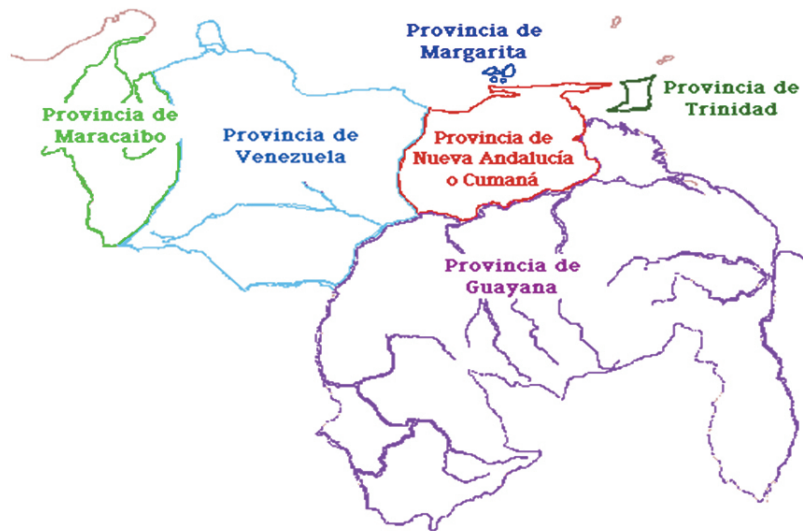 Provincia de
Margarita
Provincia de
Trinidad
Provincia de
Maracaibo
Provincia de
Venezuela
Provincia de
Nueva Andalucía
o Cumaná
Provincia de
Guayana